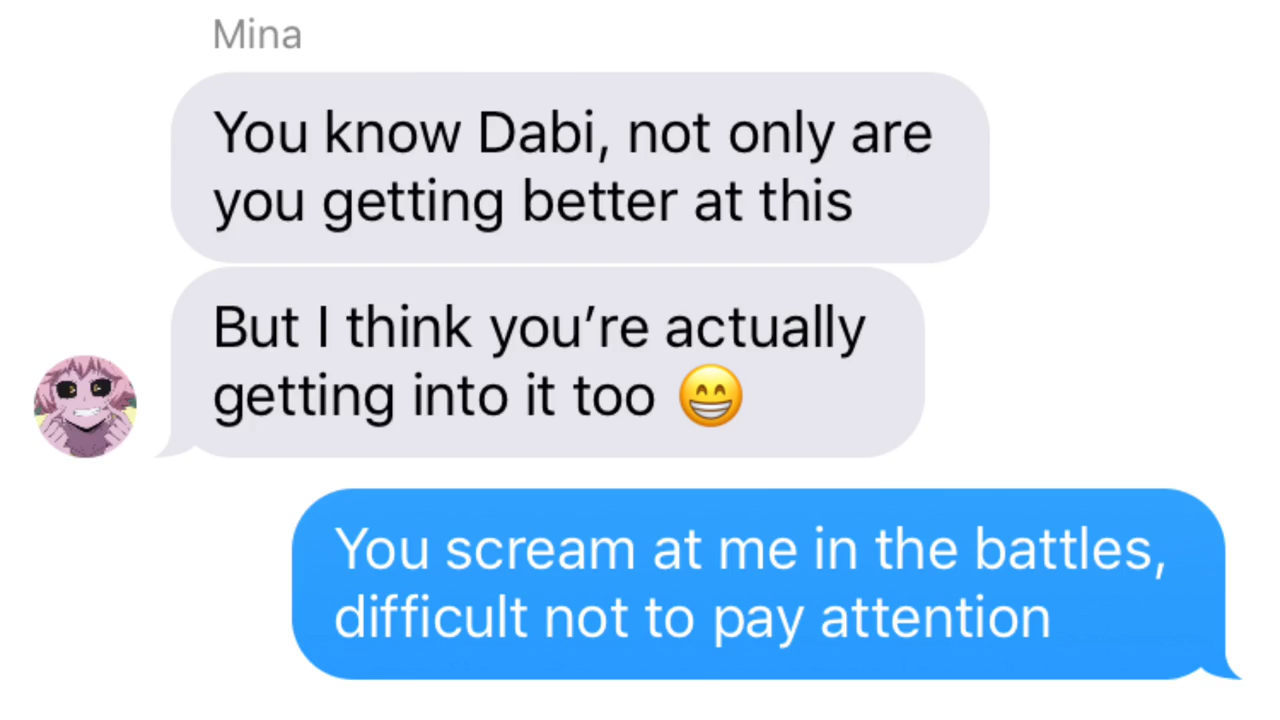 Mina
You know Dabi, not only are
you getting better at this
But I think you’re actually
getting into it too 😁
You scream at me in the battles,
difficult not to pay attention